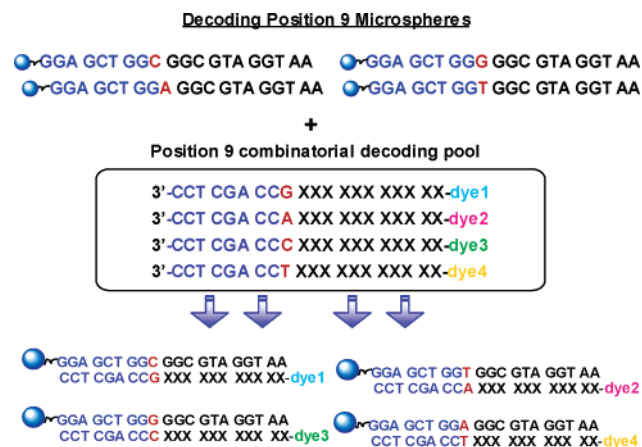 Decoding Position 9 Microspheres
GGA GCT GGC GGC GTA GGT AA
GGA GCT GGG GGC GTA GGT AA
GGA GCT GGA GGC GTA GGT AA
GGA GCT GGT GGC GTA GGT AA
+
Position 9 combinatorial decoding pool
3'-CCT CGA CCG XXX XXX XXX XX-dye1
3'-CCT CGA CCA XXX XXX XXX XX-dye2
3'-CCT CGA CCC XXX XXX XXX XX-dye3
3'-CCT CGA CCT XXX XXX XXX XX-dye4
GGA GCT GGC GGC GTA GGT AA
CCT CGA CCG XXX XXX XXX XX-dye1
GGA GCT GGT GGC GTA GGT AA
CCT CGA CCA XXX XXX XXX XX-dye2
GGA GCT GGG GGC GTA GGT AA
CCT CGA CCC XXX XXX XXX XX-dye3
GGA GCT GGA GGC GTA GGT AA
CCT CGA CCT XXX XXX XXX XX-dye4